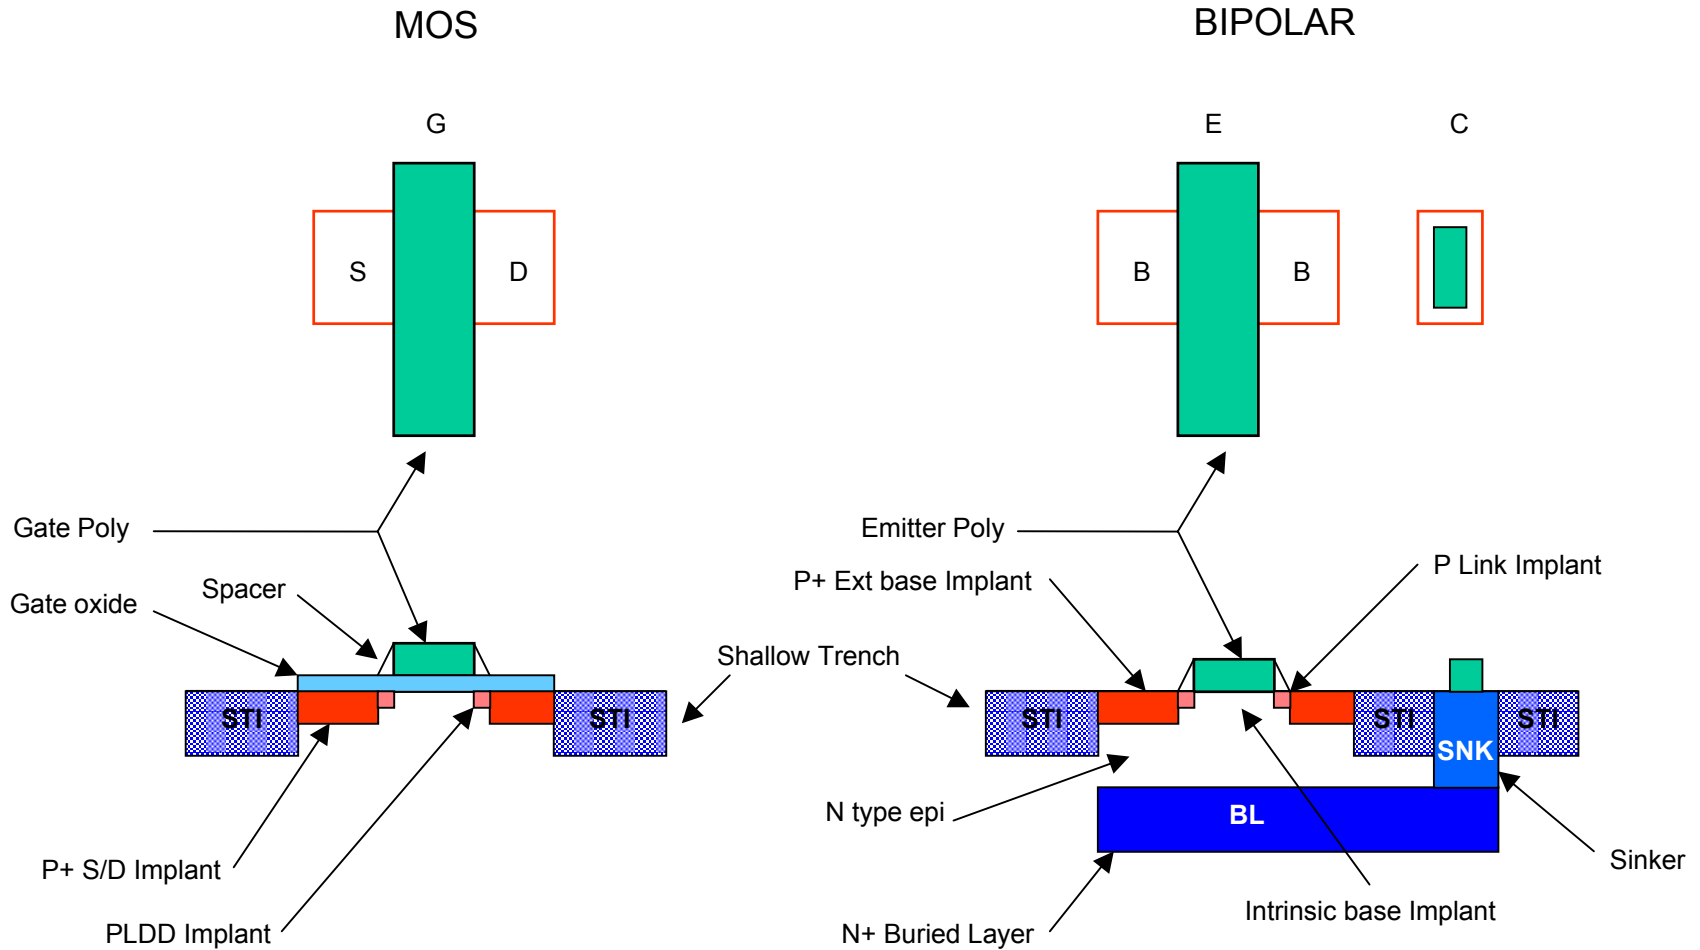 MOS
BIPOLAR
G
E
C
S
D
B
B
Gate Poly
Emitter Poly
P+ Ext base Implant
P Link Implant
Spacer
Gate oxide
Shallow Trench
STI
STI
STI
STI
STI
SNK
N type epi
BL
P+ S/D Implant
Sinker
PLDD Implant
N+ Buried Layer
Intrinsic base Implant